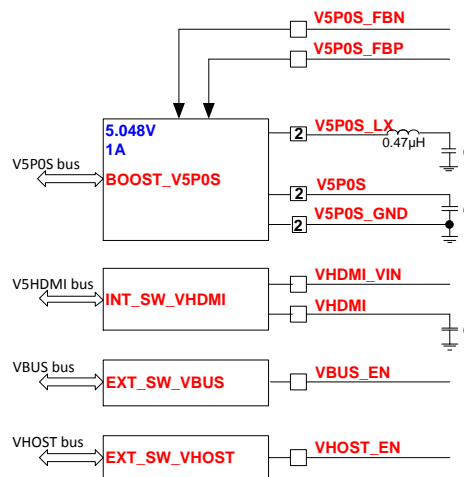 V5P0S_FBN
V5P0S_FBP
5.048V
1A
V5P0S bus
BOOST_V5P0S
2
V5P0S_LX
0.47µH
2
V5P0S
2
V5P0S_GND
V5HDMI bus
INT_SW_VHDMI
VHDMI_VIN
VHDMI
VBUS bus
EXT_SW_VBUS
VBUS_EN
VHOST bus
EXT_SW_VHOST
VHOST_EN